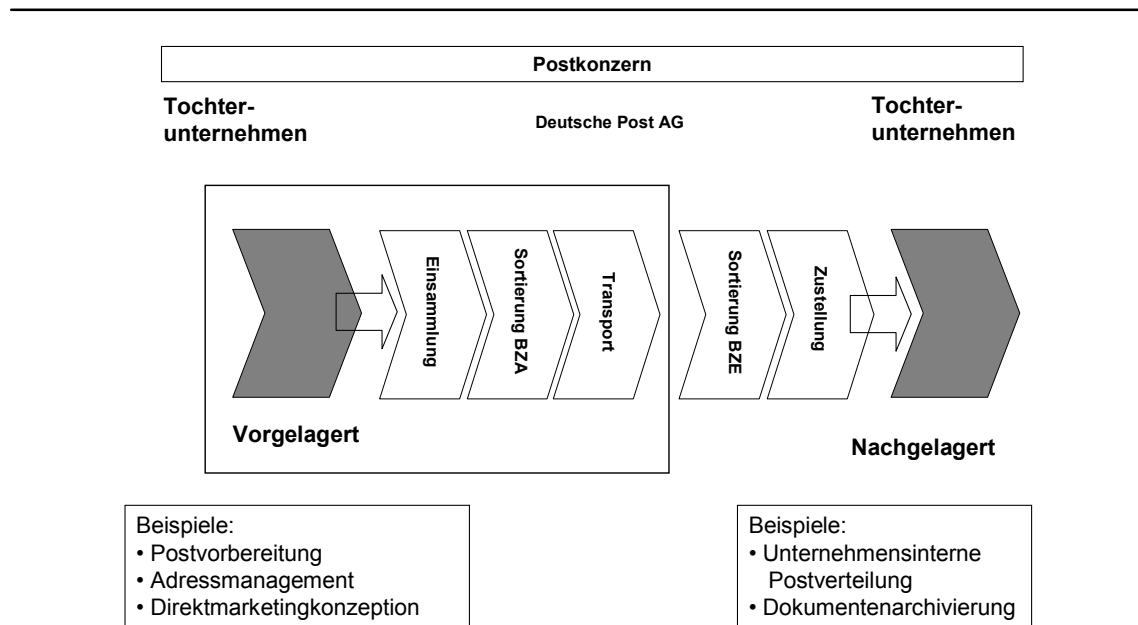 Postkonzern
Tochter-
unternehmen
Deutsche Post AG
Tochter-
unternehmen
Einsammlung
Sortierung BZA
Transport
Sortierung BZE
Zustellung
Vorgelagert
Nachgelagert
Beispiele:
• Postvorbereitung
• Adressmanagement
• Direktmarketingkonzeption
Beispiele:
• Unternehmensinterne
Postverteilung
• Dokumentenarchivierung